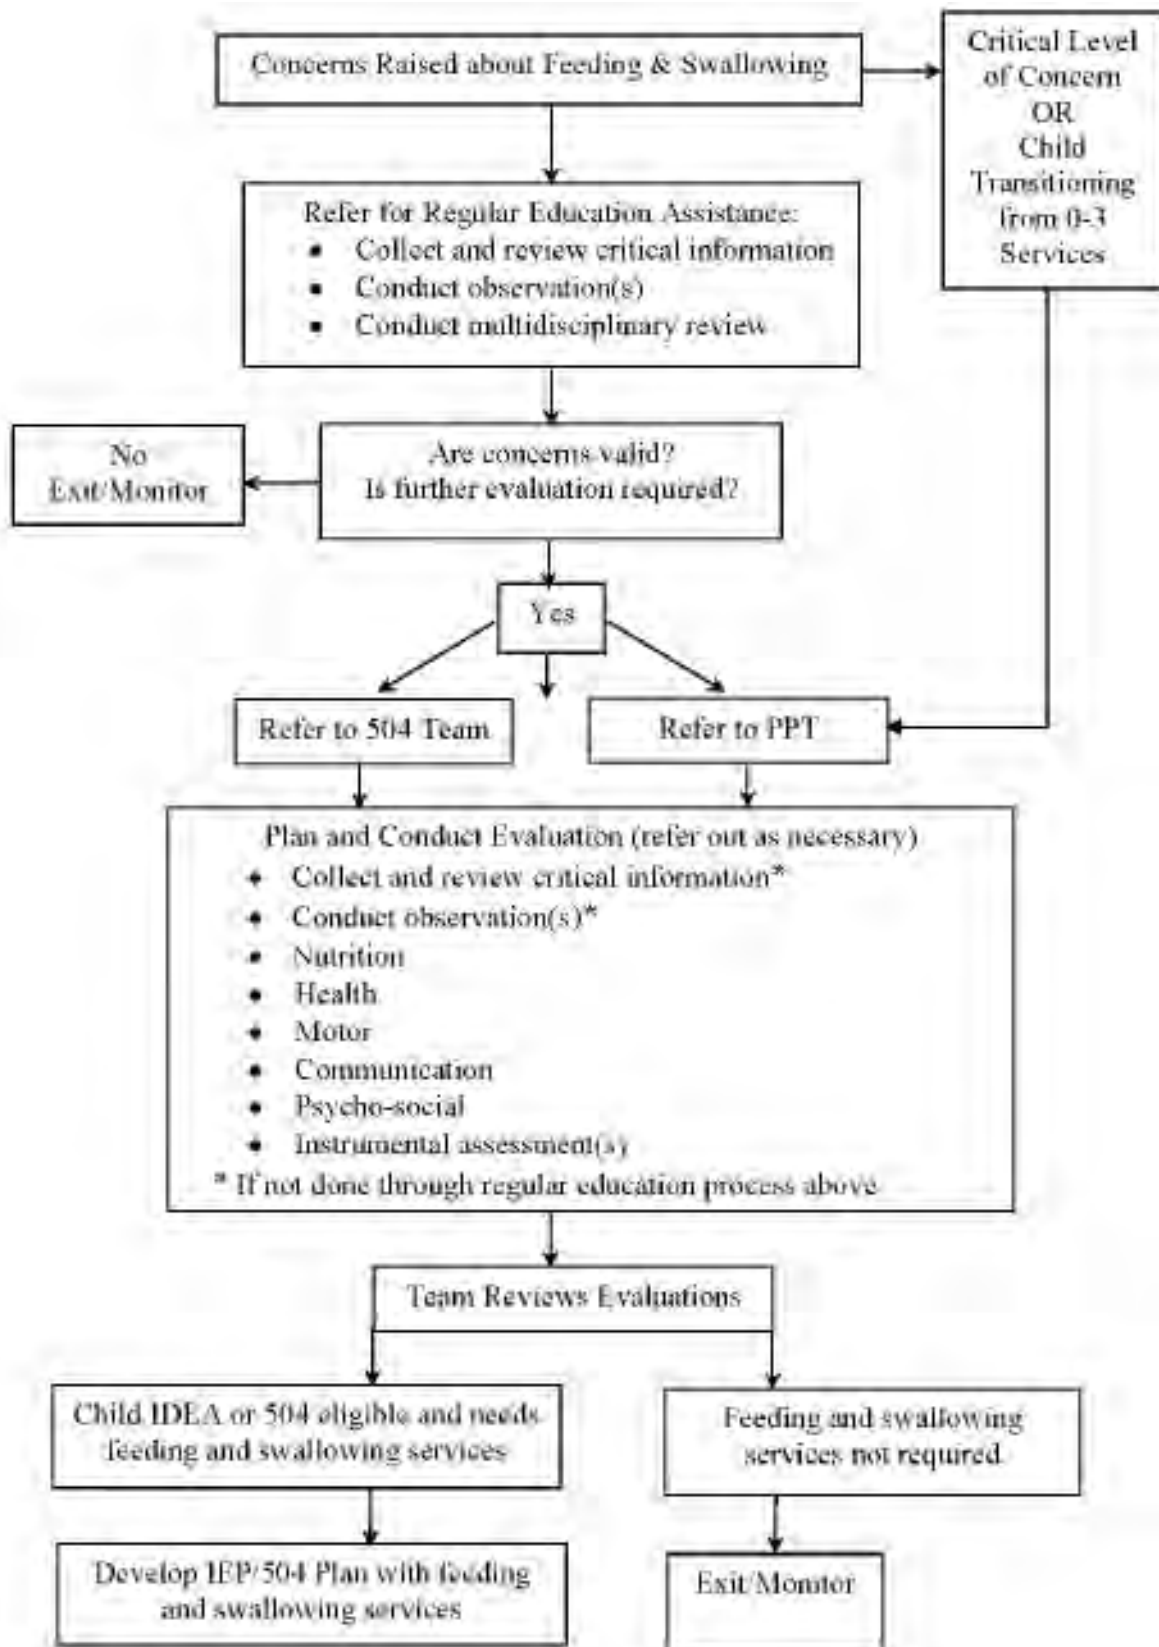 Concerns Raised about Feeding & Swallowing
Critical Level
of Concern
OR
Child
Transitioning
from 0-3
Services
Refer for Regular Education Assistance:
• Collect and review critical information
• Conduct observation(s)
• Conduct multidisciplinary review
No
Exit/Monitor
Are concerns valid?
Is further evaluation required?
Yes
Refer to 504 Team
Refer to PPT
Plan and Conduct Evaluation (refer out as necessary)
• Collect and review critical information*
• Conduct observation(s)*
• Nutrition
• Health
• Motor
• Communication
• Psycho-social
• Instrumental assessment(s)
* If not done through regular education process above
Team Reviews Evaluations
Child IDEA or 504 eligible and needs
feeding and swallowing services
Feeding and swallowing
services not required
Develop IEP/504 Plan with feeding
and swallowing services
Exit/Monitor